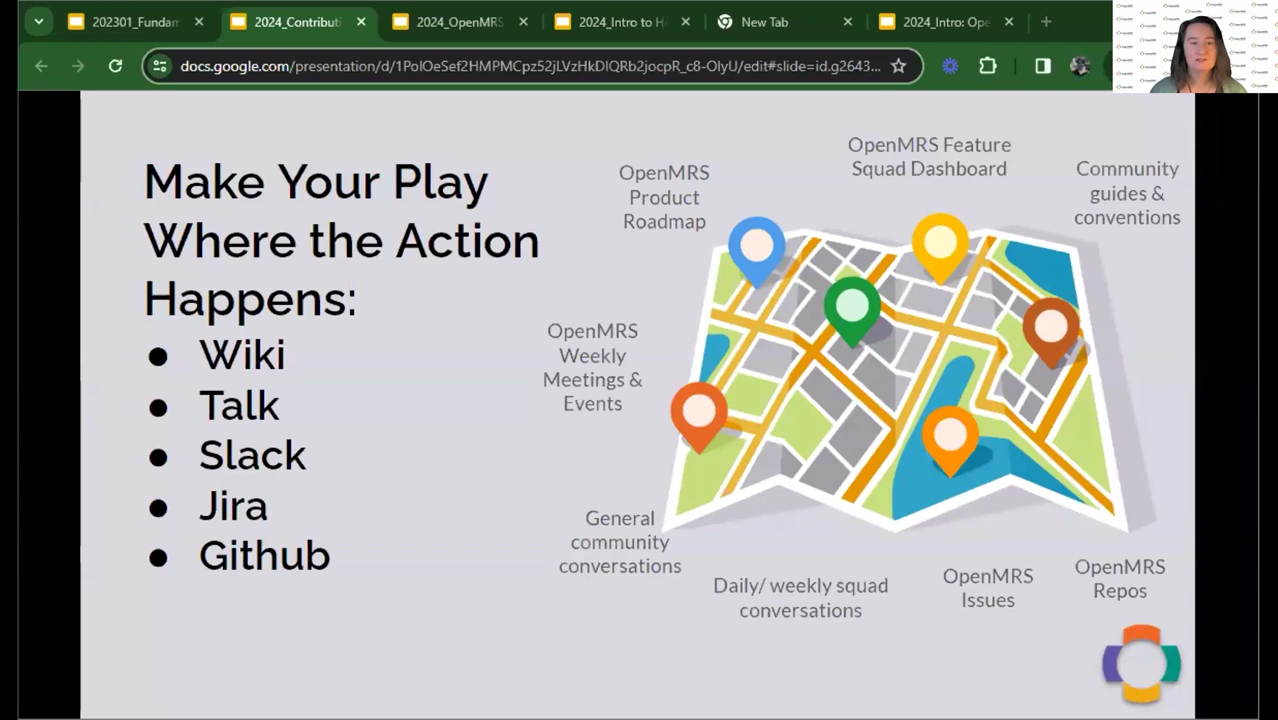 202301_Fundam
2024_Contributi
2024_OpenMRS
2024_Intro to H
New Tab
2024_Intro: Ope
docs.google.com/presentation/d/1PolOeSef2HMPMCpz52jLVzHkDlQRb2jocpR_c8-OlyU/edit#slide=id.g2643...
Make Your Play
Where the Action
Happens:
● Wiki
● Talk
● Slack
● Jira
● Github
OpenMRS
Product
Roadmap
OpenMRS Feature
Squad Dashboard
Community
guides &
conventions
OpenMRS
Weekly
Meetings &
Events
General
community
conversations
Daily/ weekly squad
conversations
OpenMRS
Issues
OpenMRS
Repos